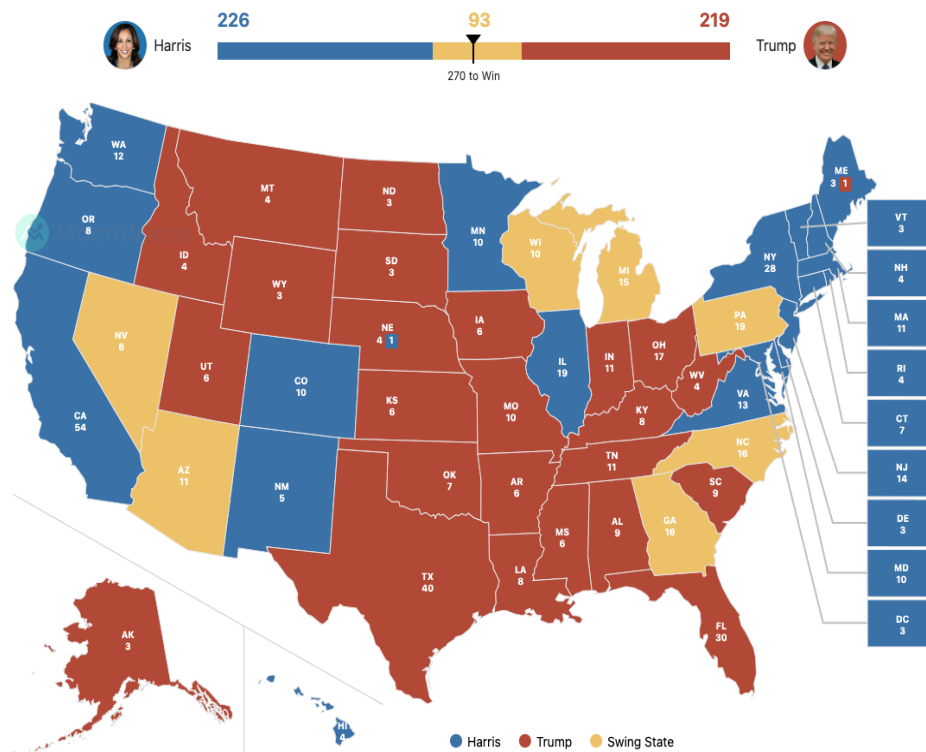 226
93
219
Harris
Trump
270 to Win
WA
12
OR
8
CA
54
NV
6
ID
4
MT
4
WY
3
UT
6
AZ
11
CO
10
NM
5
ND
3
SD
3
NE
4 1
KS
6
OK
7
TX
40
MN
10
IA
6
MO
10
AR
6
LA
8
WI
10
IL
19
MI
15
IN
11
OH
17
KY
8
TN
11
MS
6
AL
9
GA
16
FL
30
SC
9
NC
16
VA
13
WV
4
PA
19
NY
28
ME
3 1
VT
3
NH
4
MA
11
RI
4
CT
7
NJ
14
DE
3
MD
10
DC
3
AK
3
HI
4
Harris
Trump
Swing State